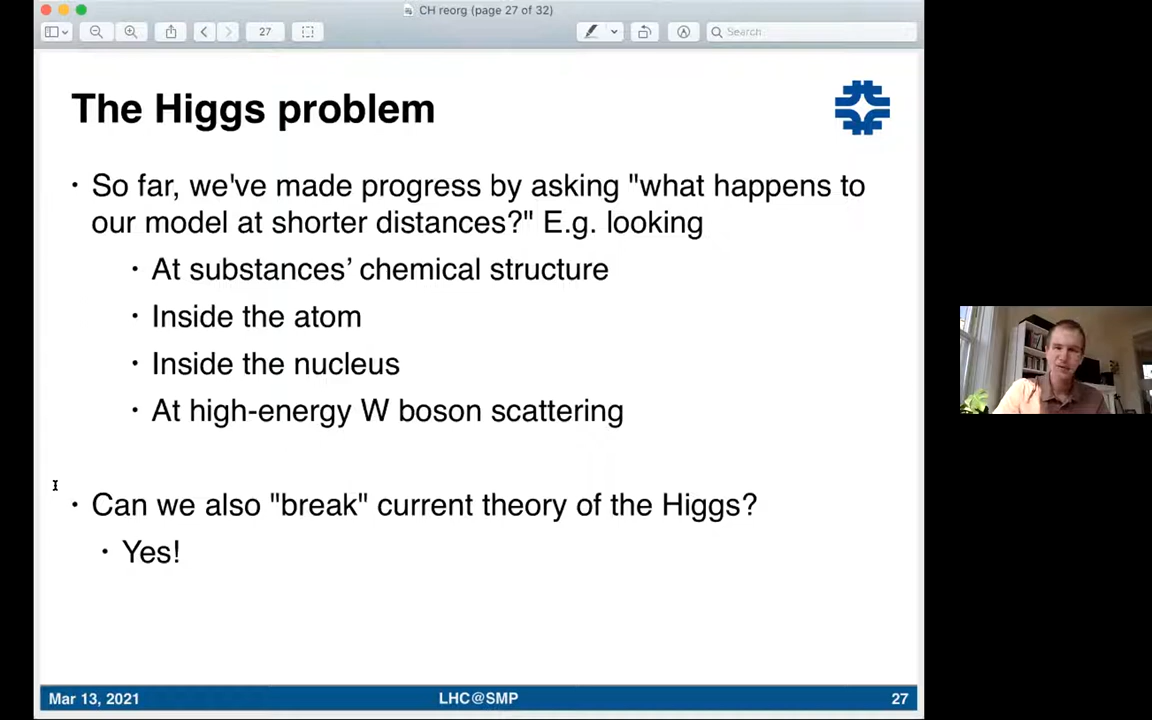 CH reorg (page 27 of 32)
27
Search
The Higgs problem
• So far, we've made progress by asking "what happens to
our model at shorter distances?" E.g. looking
• At substances’ chemical structure
• Inside the atom
• Inside the nucleus
• At high-energy W boson scattering
• Can we also "break" current theory of the Higgs?
• Yes!
Mar 13, 2021
LHC@SMP
27